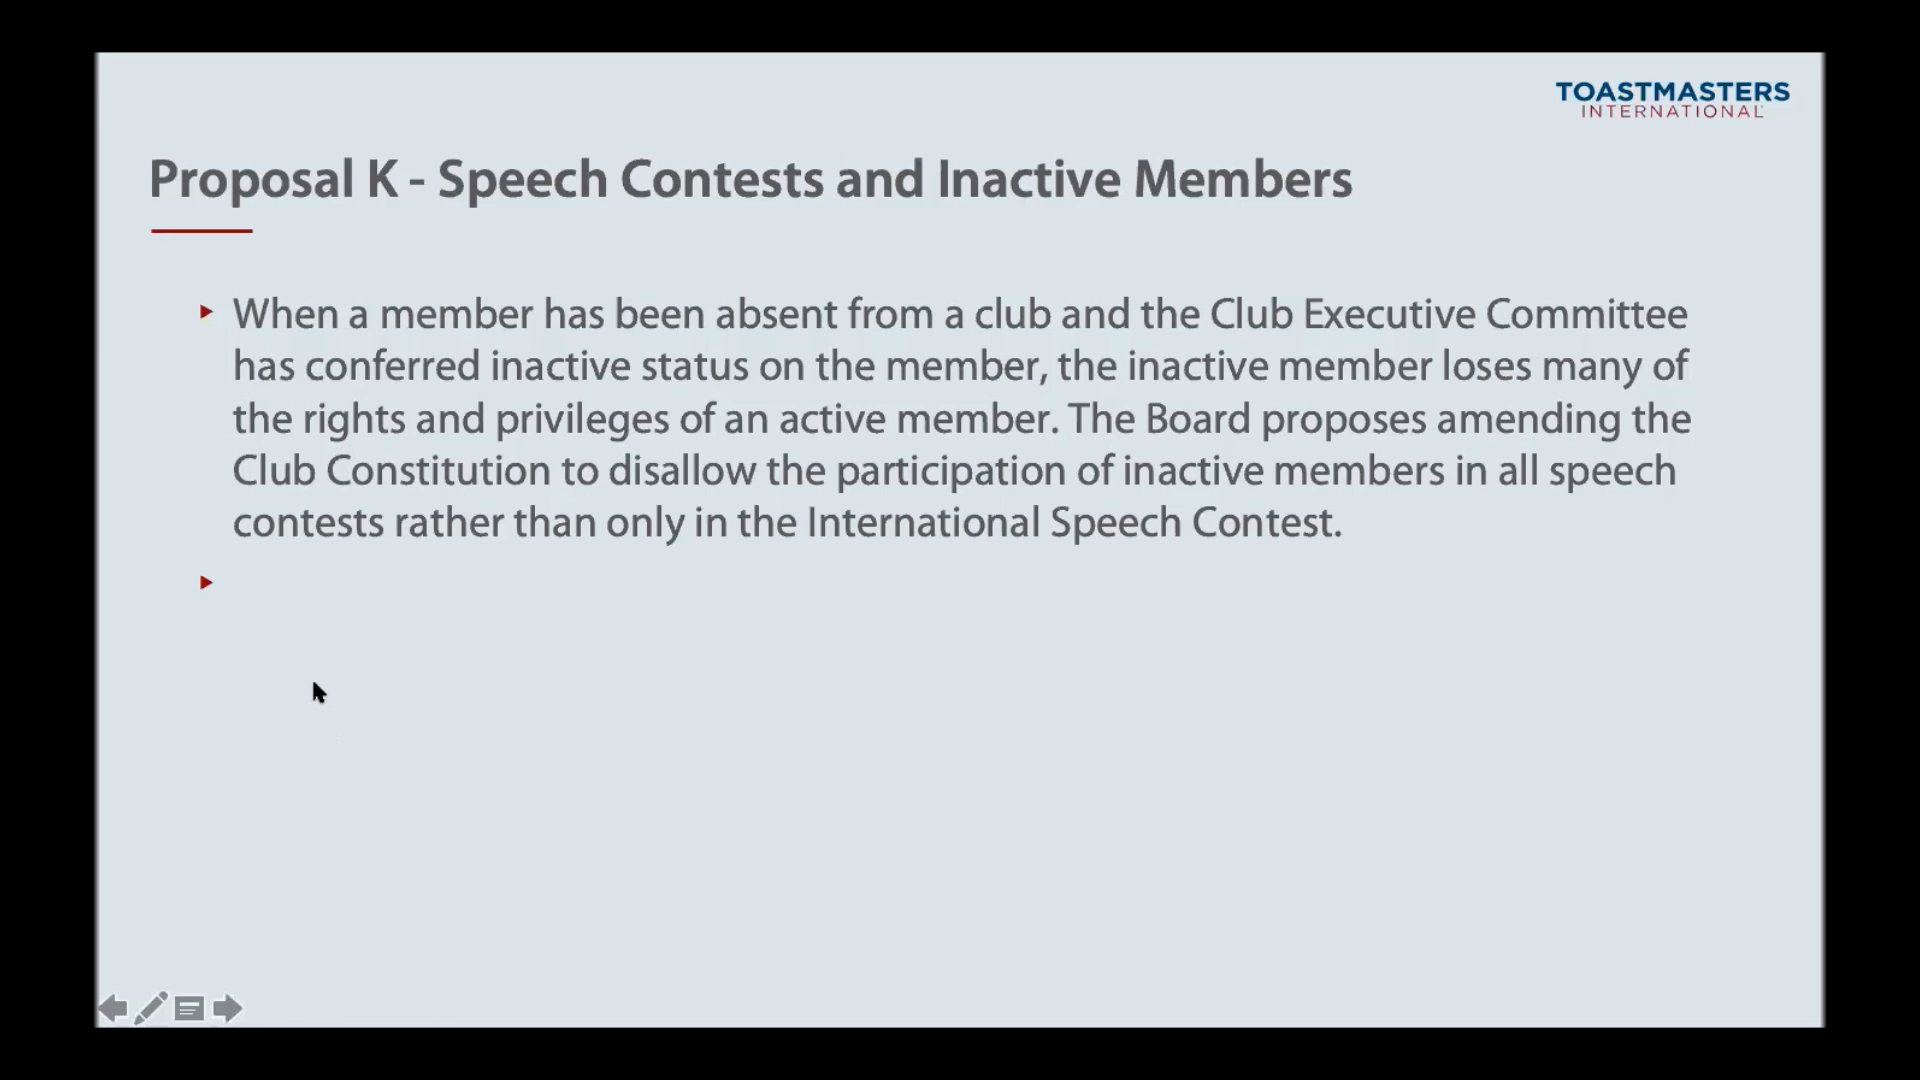 TOASTMASTERS
INTERNATIONAL
Proposal K - Speech Contests and Inactive Members
When a member has been absent from a club and the Club Executive Committee
has conferred inactive status on the member, the inactive member loses many of
the rights and privileges of an active member. The Board proposes amending the
Club Constitution to disallow the participation of inactive members in all speech
contests rather than only in the International Speech Contest.